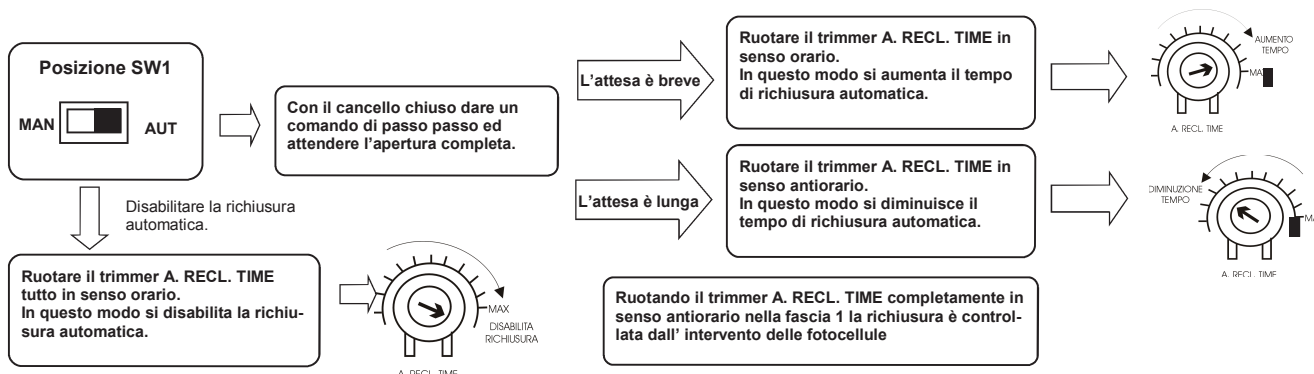 Posizione SW1
MAN
AUT
Con il cancello chiuso dare un
comando di passo passo ed
attendere l'apertura completa.
L'attesa è breve
Ruotare il trimmer A. RECL. TIME in
senso orario.
In questo modo si aumenta il tempo
di richiusura automatica.
AUMENTO
TEMPO
A. RECL. TIME
L'attesa è lunga
Ruotare il trimmer A. RECL. TIME in
senso antiorario.
In questo modo si diminuisce il
tempo di richiusura automatica.
DIMINUZIONE
TEMPO
A. RECL. TIME
Disabilitare la richiusura
automatica.
Ruotare il trimmer A. RECL. TIME
tutto in senso orario.
In questo modo si disabilita la richiu-
sura automatica.
MAX
DISABILITA
RICHIUSURA
A. RECL. TIME
Ruotando il trimmer A. RECL. TIME completamente in
senso antiorario nella fascia 1 la richiusura è control-
lata dall' intervento delle fotocellule